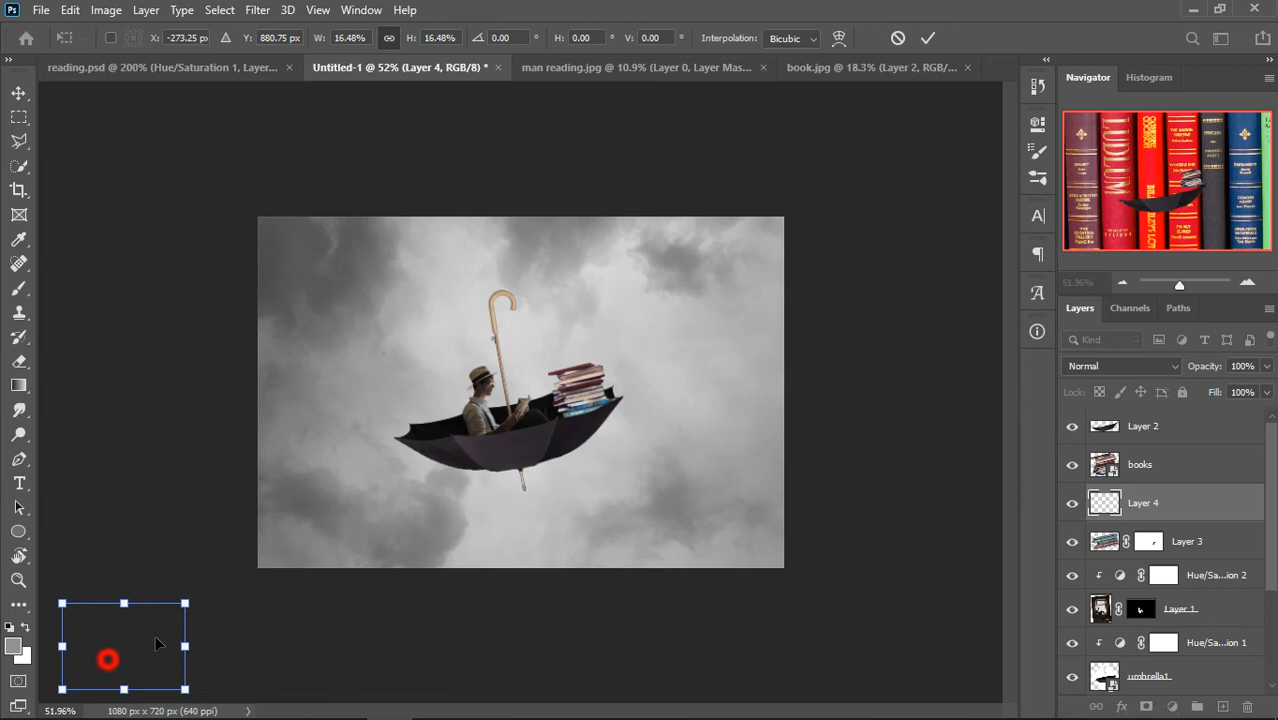 Ps File Edit Image Layer Type Select Filter 3D View Window Help
X: -273.25 px Y: 880.75 px W: 16.48% H: 16.48% 0.00 ° H: 0.00 ° V: 0.00 ° Interpolation: Bicubic
reading.psd @ 200% (Hue/Saturation 1, Layer... × Untitled-1 @ 52% (Layer 4, RGB/8) * × man reading.jpg @ 10.9% (Layer 0, Layer Mas... × book.jpg @ 18.3% (Layer 2, RGB/... ×
Navigator Histogram
51.96%
Layers Channels Paths
Kind
Normal Opacity: 100%
Lock: Fill: 100%
Layer 2
books
Layer 4
Layer 3
Hue/Sa...ion 2
Layer 1
Hue/Sa...ion 1
umbrella1
51.96% 1080 px x 720 px (640 ppi)